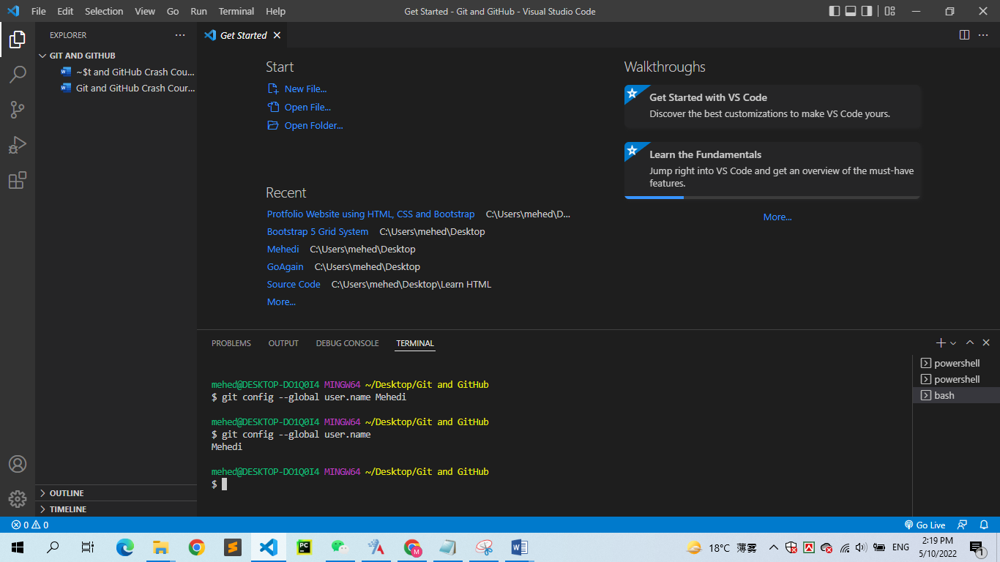 File Edit Selection View Go Run Terminal Help
Get Started - Git and GitHub - Visual Studio Code
EXPLORER
GIT AND GITHUB
~$t and GitHub Crash Cou...
Git and GitHub Crash Cour...
OUTLINE
TIMELINE
Get Started
Start
New File...
Open File...
Open Folder...
Recent
Protfolio Website using HTML, CSS and Bootstrap C:\Users\mehed\D...
Bootstrap 5 Grid System C:\Users\mehed\Desktop
Mehedi C:\Users\mehed\Desktop
GoAgain C:\Users\mehed\Desktop
Source Code C:\Users\mehed\Desktop\Learn HTML
More...
Walkthroughs
Get Started with VS Code
Discover the best customizations to make VS Code yours.
Learn the Fundamentals
Jump right into VS Code and get an overview of the must-have
features.
More...
PROBLEMS OUTPUT DEBUG CONSOLE TERMINAL
mehed@DESKTOP-DO1Q0I4 MINGW64 ~/Desktop/Git and GitHub
$ git config --global user.name Mehedi
mehed@DESKTOP-DO1Q0I4 MINGW64 ~/Desktop/Git and GitHub
$ git config --global user.name
Mehedi
mehed@DESKTOP-DO1Q0I4 MINGW64 ~/Desktop/Git and GitHub
$
powershell
powershell
bash
0 0
Go Live
18°C 薄雾
ENG
2:19 PM
5/10/2022
1